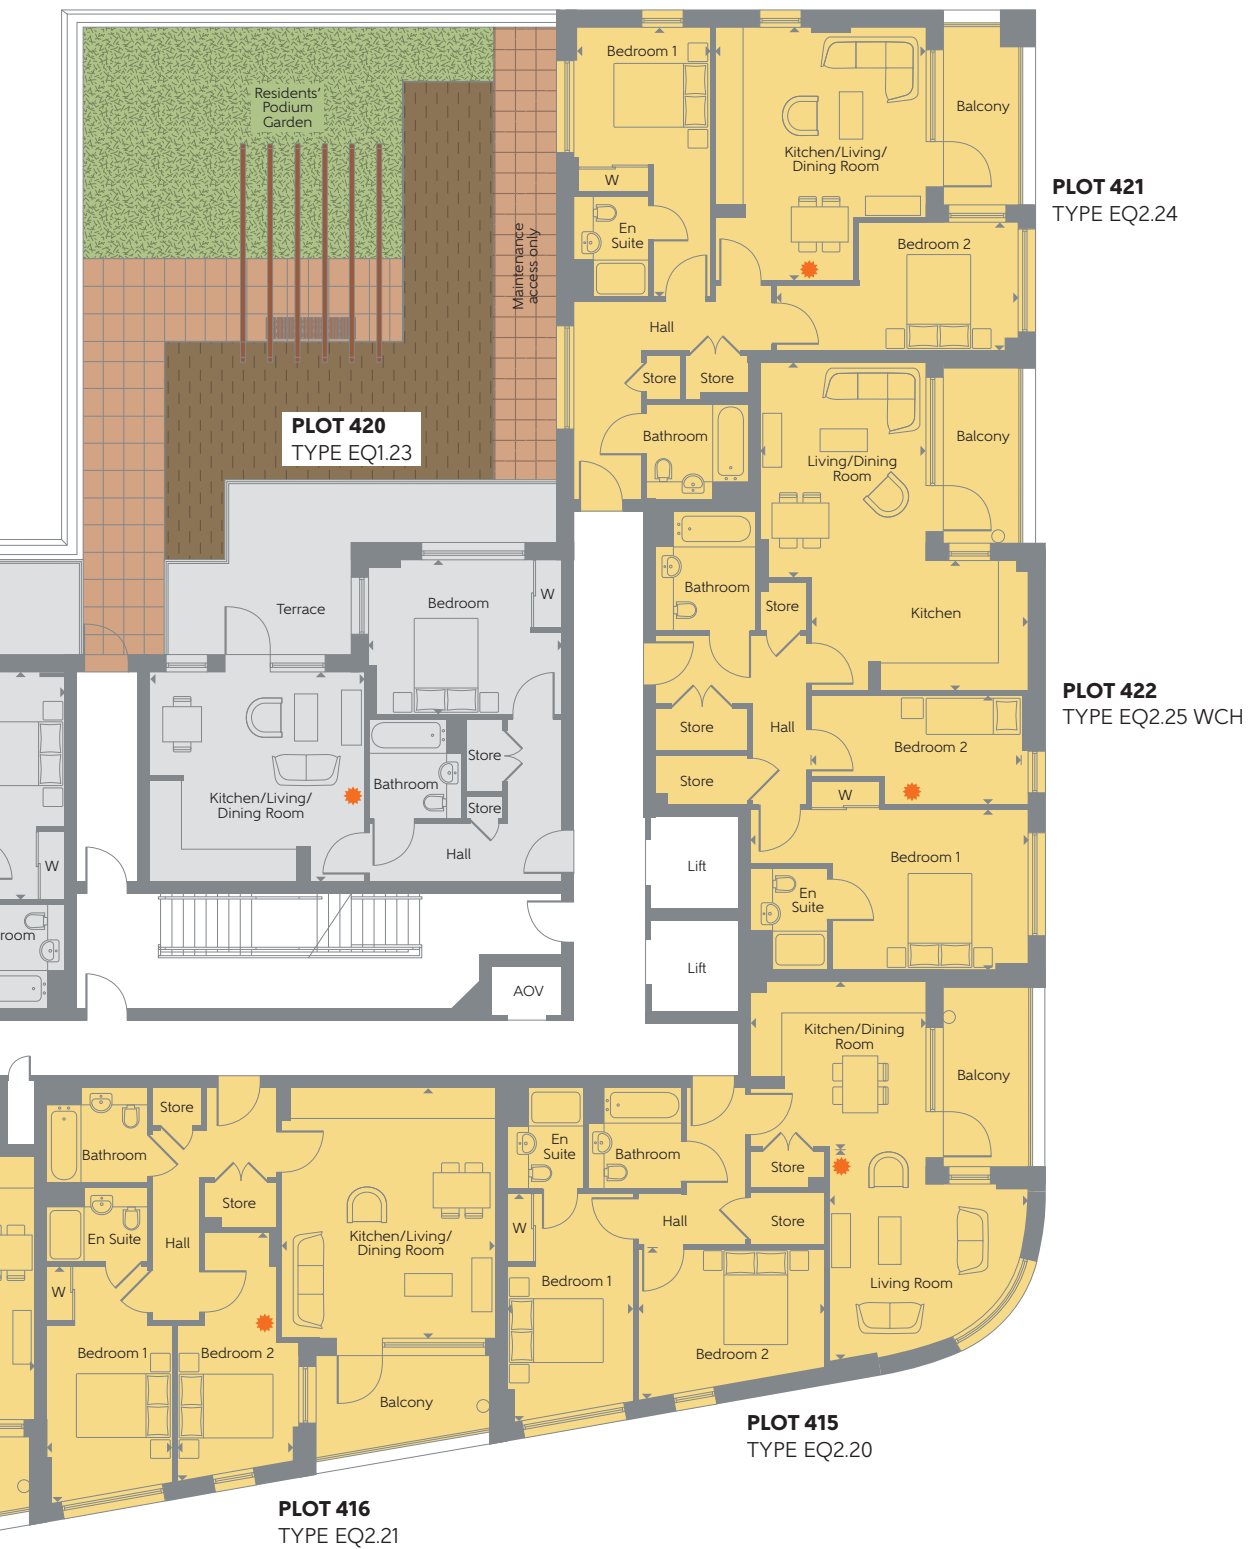 Residents'
Podium
Garden
Maintenance
access only
PLOT 420
TYPE EQ1.23
Bedroom 1
W
En
Suite
Kitchen/Living/
Dining Room
Balcony
Bedroom 2
Hall
Store
Store
Bathroom
PLOT 421
TYPE EQ2.24
Living/Dining
Room
Balcony
Bathroom
Store
Kitchen
Store
Hall
Bedroom 2
Store
W
Bedroom 1
En
Suite
PLOT 422
TYPE EQ2.25 WCH
Terrace
Bedroom
W
Kitchen/Living/
Dining Room
Bathroom
Store
Store
Hall
W
room
Lift
Lift
AOV
Kitchen/Dining
Room
Balcony
En
Suite
Bathroom
Store
Store
Hall
W
Bedroom 1
Bedroom 2
Living Room
PLOT 415
TYPE EQ2.20
Store
Bathroom
Store
En Suite
Hall
W
Kitchen/Living/
Dining Room
Bedroom 1
Bedroom 2
Balcony
PLOT 416
TYPE EQ2.21